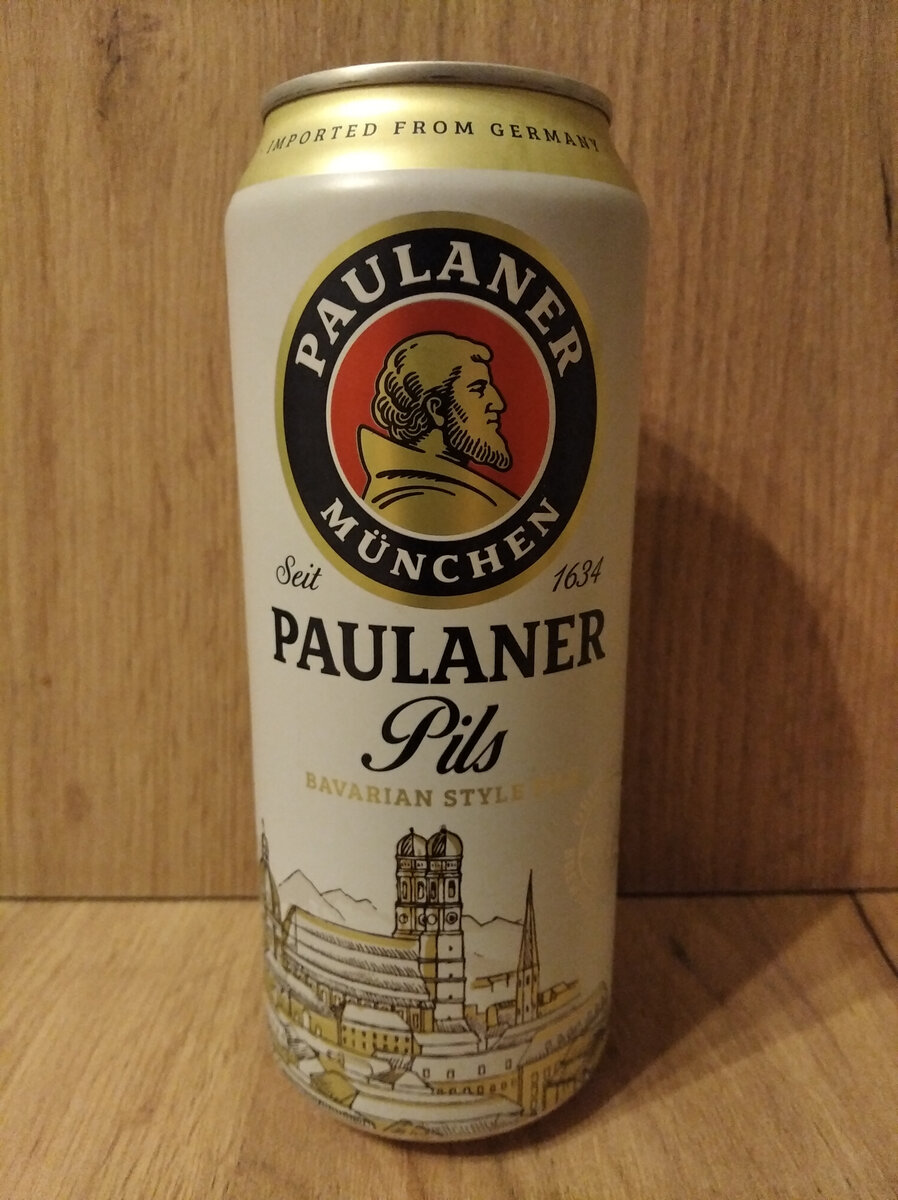 IMPORTED FROM GERMANY
PAULANER
MÜNCHEN
Seit 1634
PAULANER
Pils
BAVARIAN STYLE